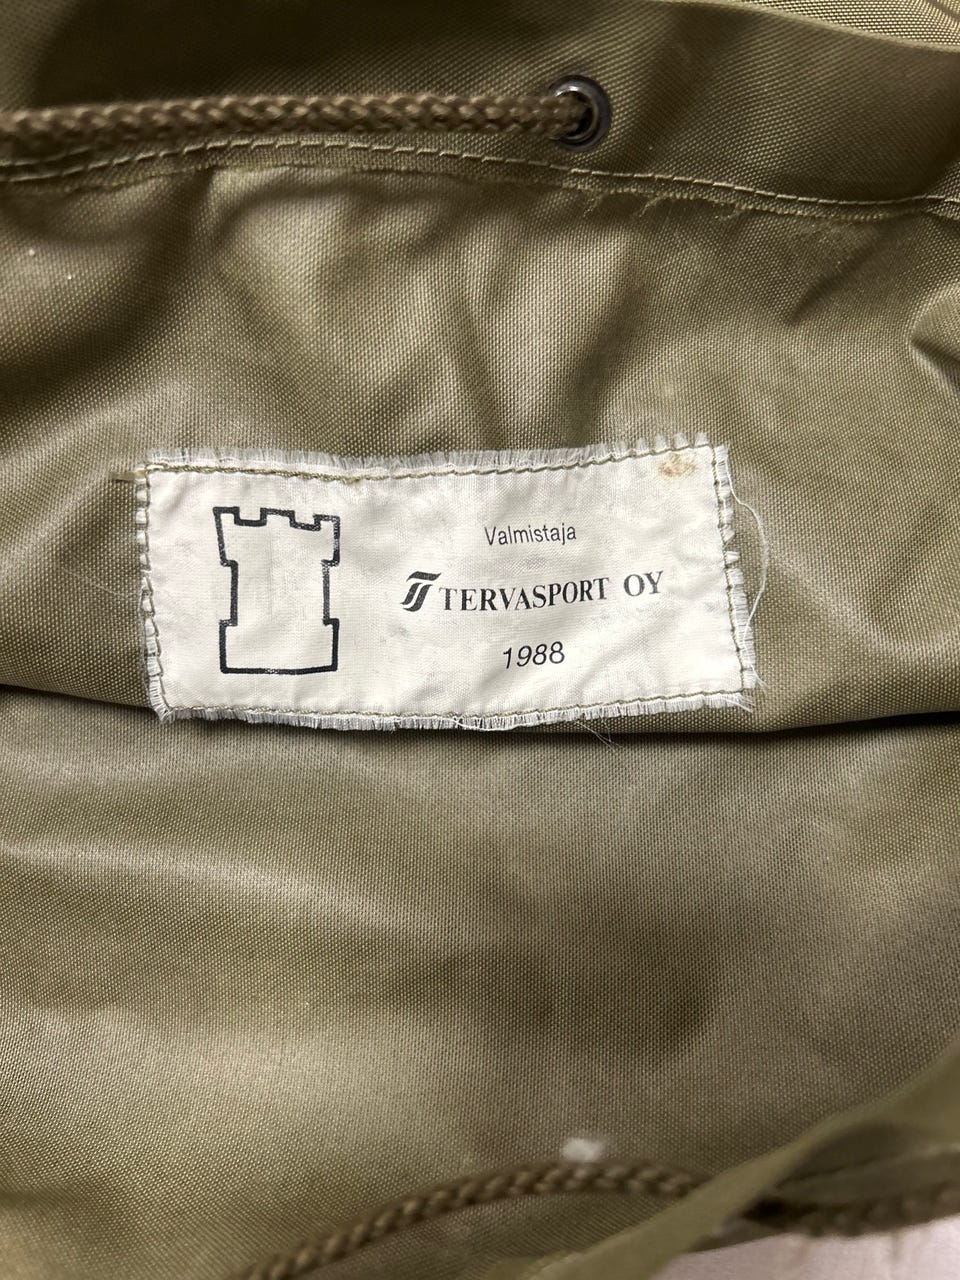 Valmistaja
TERVASPORT OY
1988